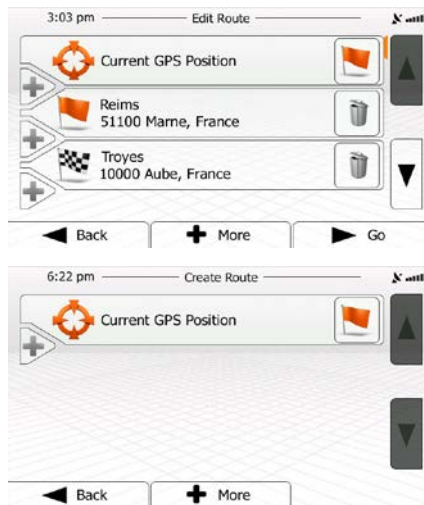 3:03 pm Edit Route
Current GPS Position
Reims
51100 Marne, France
Troyes
10000 Aube, France
Back More Go
6:22 pm Create Route
Current GPS Position
Back More